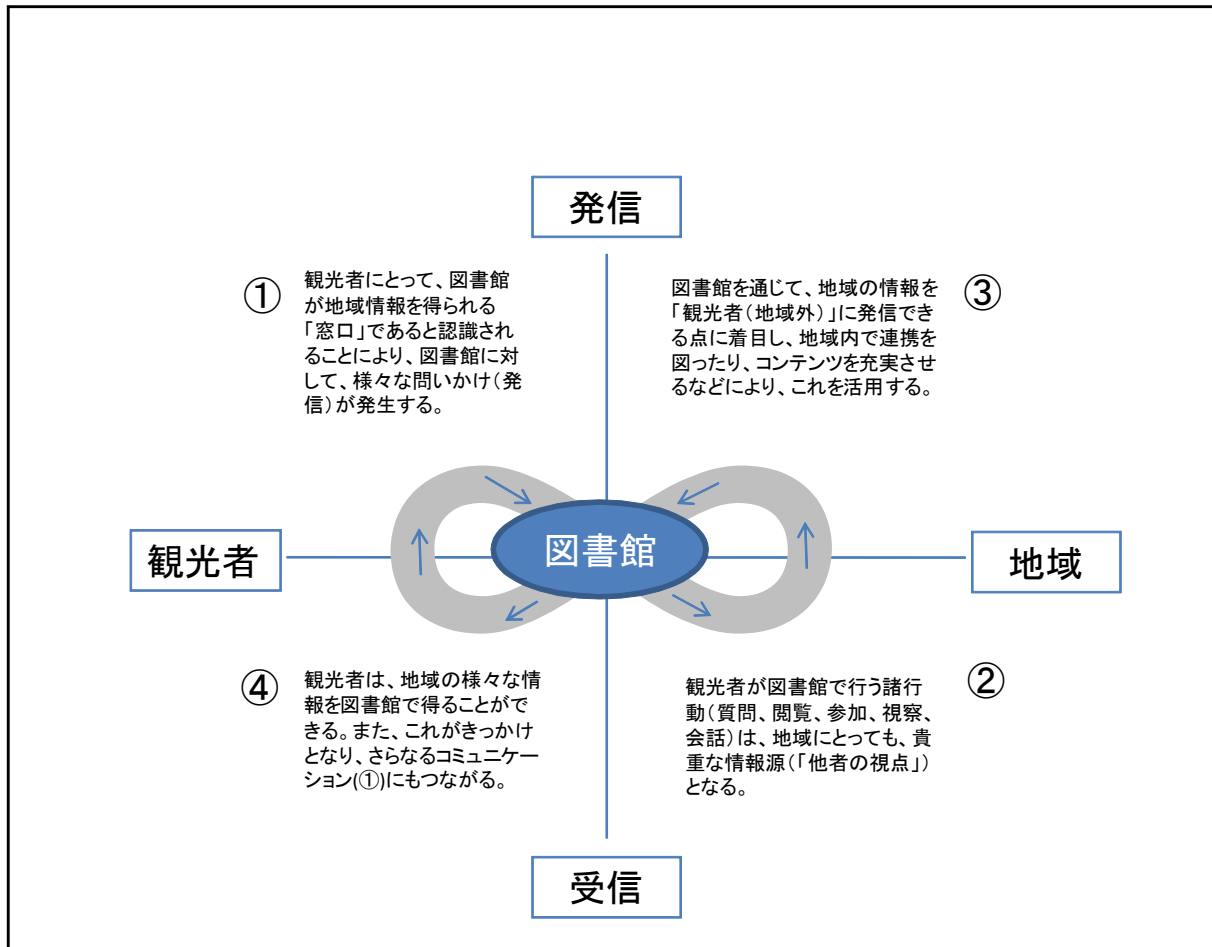 発信
①
観光者にとって、図書館
が地域情報を得られる
「窓口」であると認識され
ることにより、図書館に対
して、様々な問いかけ(発
信)が発生する。
図書館を通じて、地域の情報を
「観光者(地域外)」に発信でき
る点に着目し、地域内で連携を
図ったり、コンテンツを充実させ
るなどにより、これを活用する。
③
観光者
図書館
地域
④
観光者は、地域の様々な情
報を図書館で得ることがで
きる。また、これがきっかけ
となり、さらなるコミュニケー
ション(①)にもつながる。
観光者が図書館で行う諸行
動(質問、閲覧、参加、視察、
会話)は、地域にとっても、貴
重な情報源(「他者の視点」)
となる。
②
受信